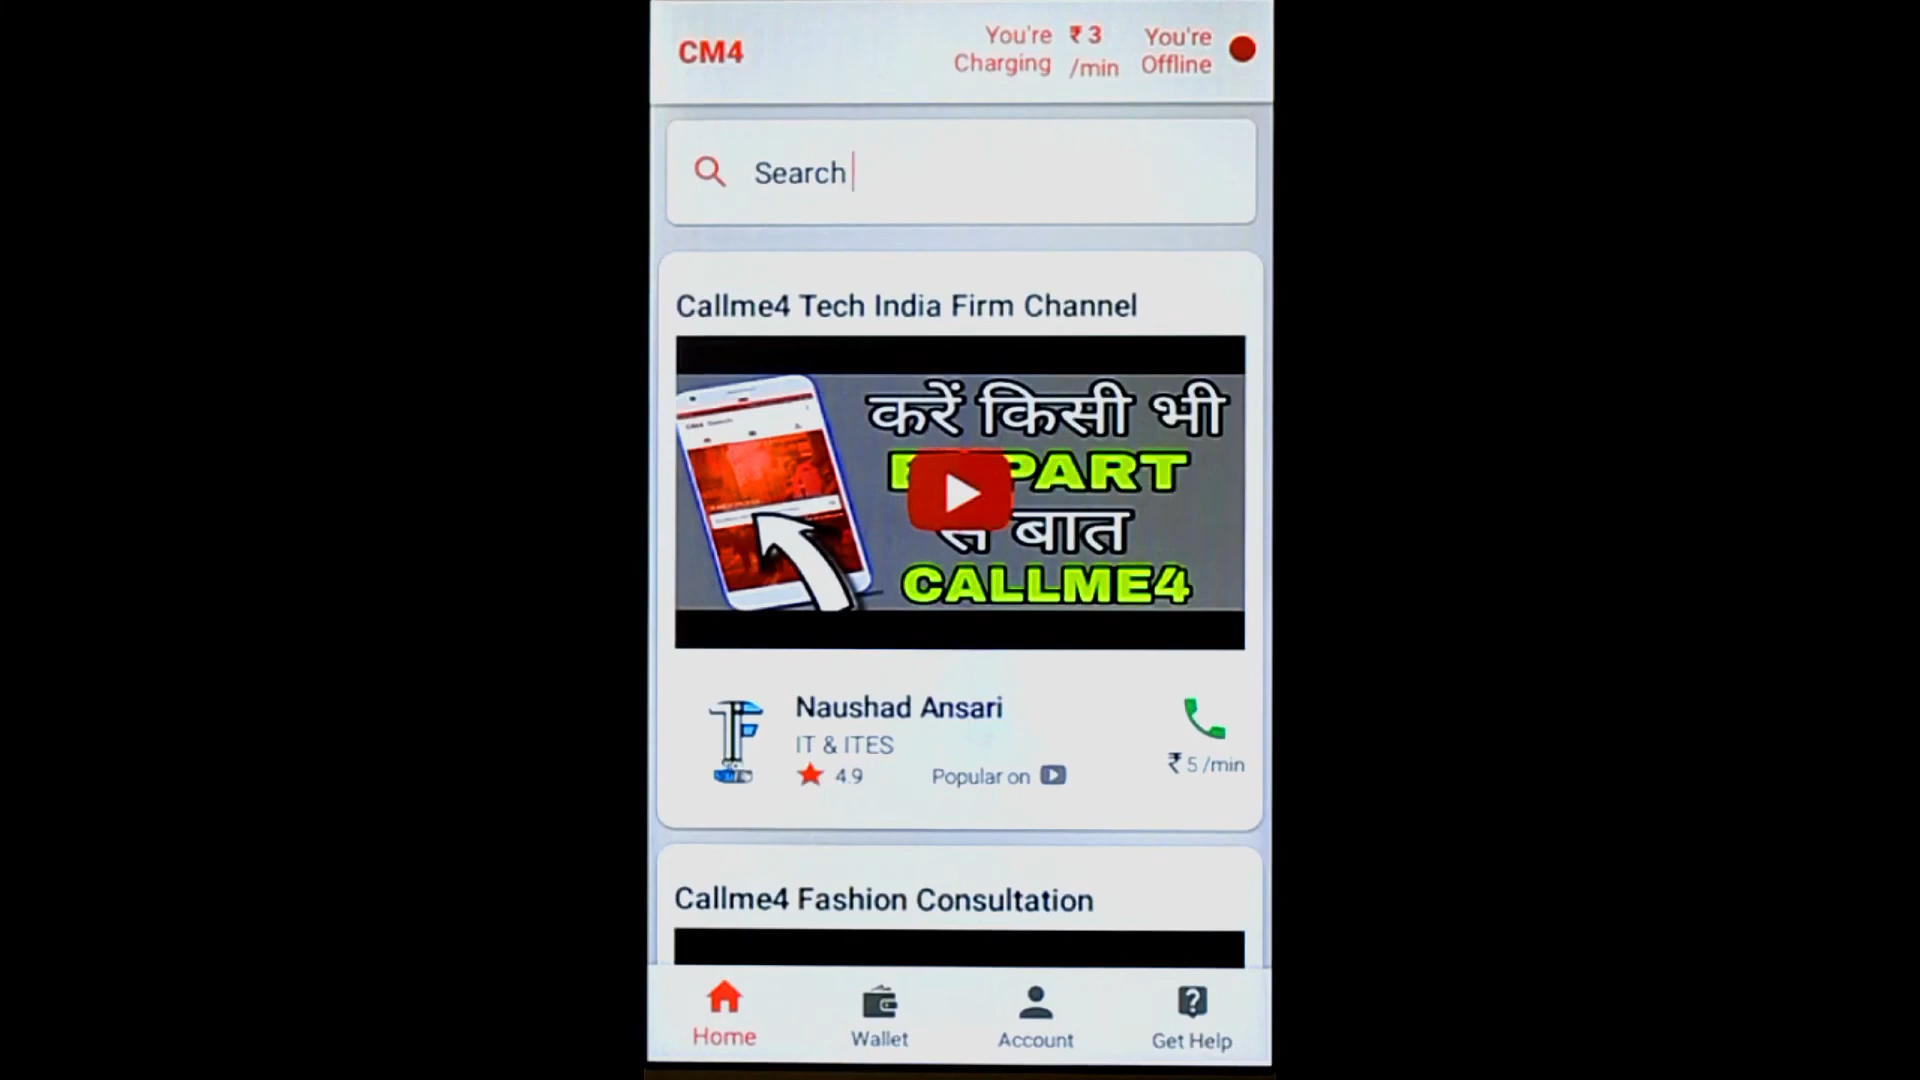 CM4
You're Charging
₹ 3 /min
You're Offline
Search
Callme4 Tech India Firm Channel
करें किसी भी
से बात
CALLME4
Naushad Ansari
IT & ITES
4.9
Popular on
₹ 5 /min
Callme4 Fashion Consultation
Home
Wallet
Account
Get Help